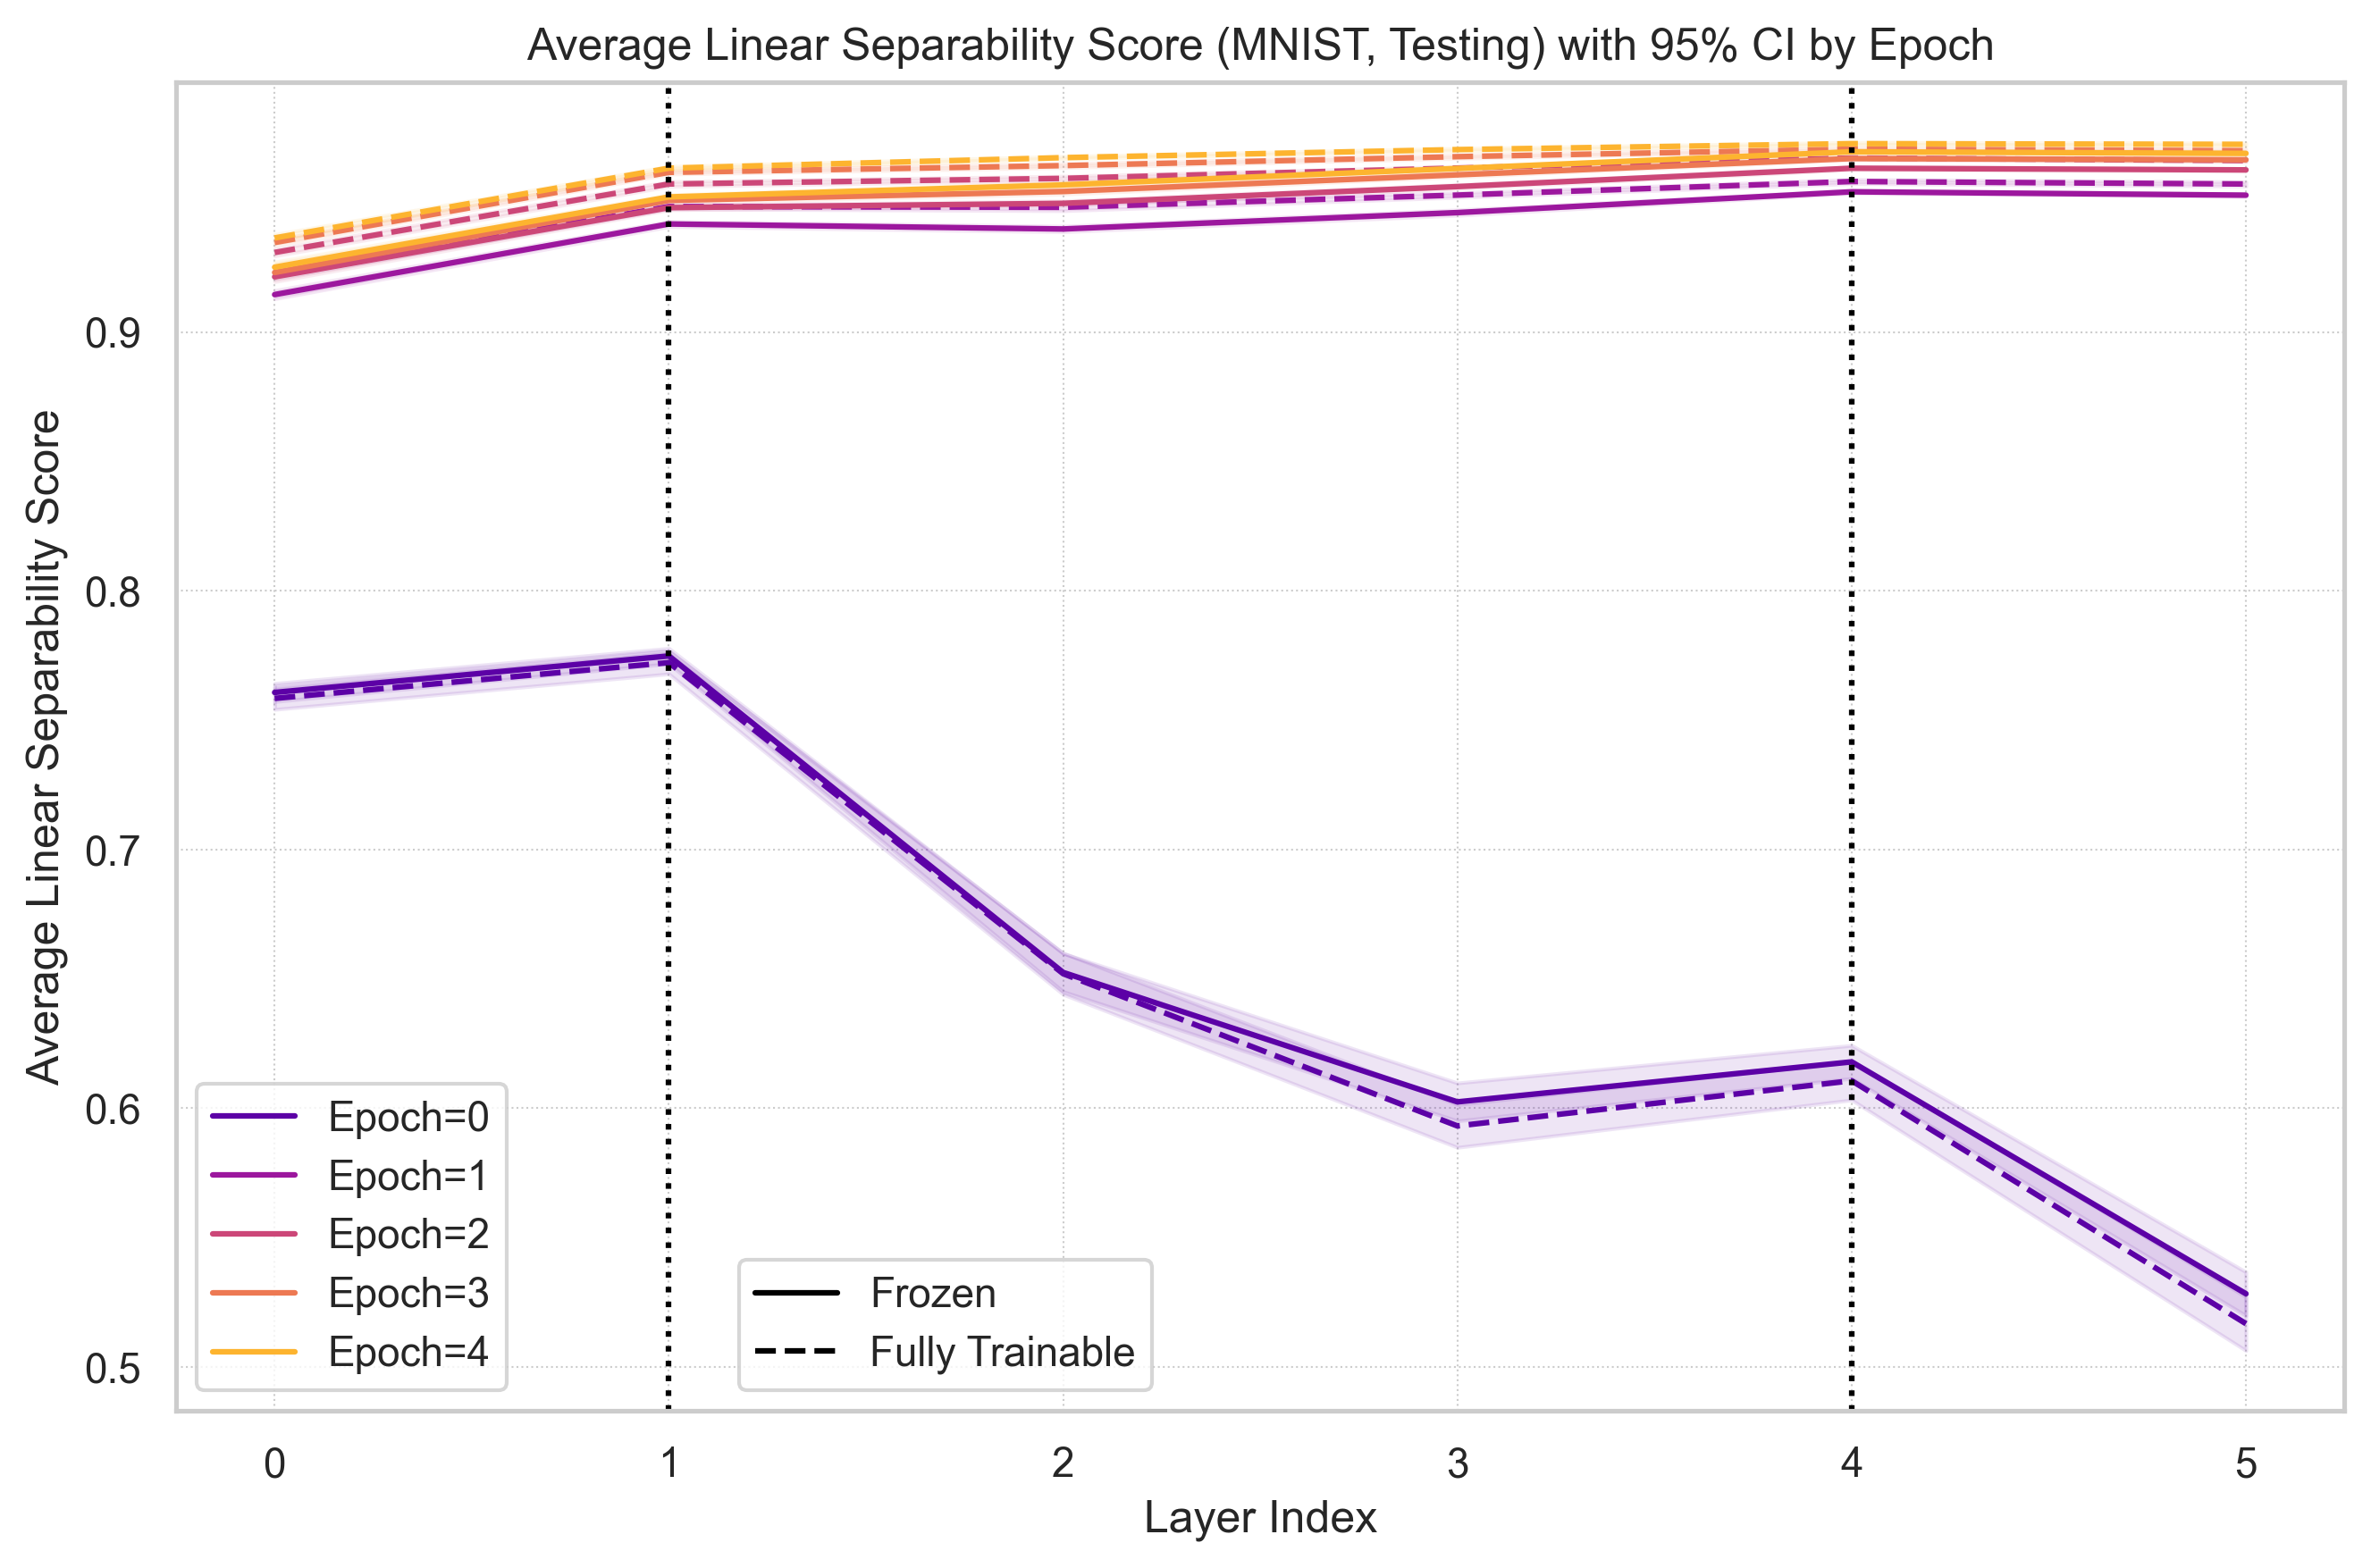 Average Linear Separability Score (MNIST, Testing) with 95% CI by Epoch
Average Linear Separability Score
0.9
0.8
0.7
0.6
0.5
Epoch=0
Epoch=1
Epoch=2
Epoch=3
Epoch=4
Frozen
Fully Trainable
0 1 2 3 4 5
Layer Index